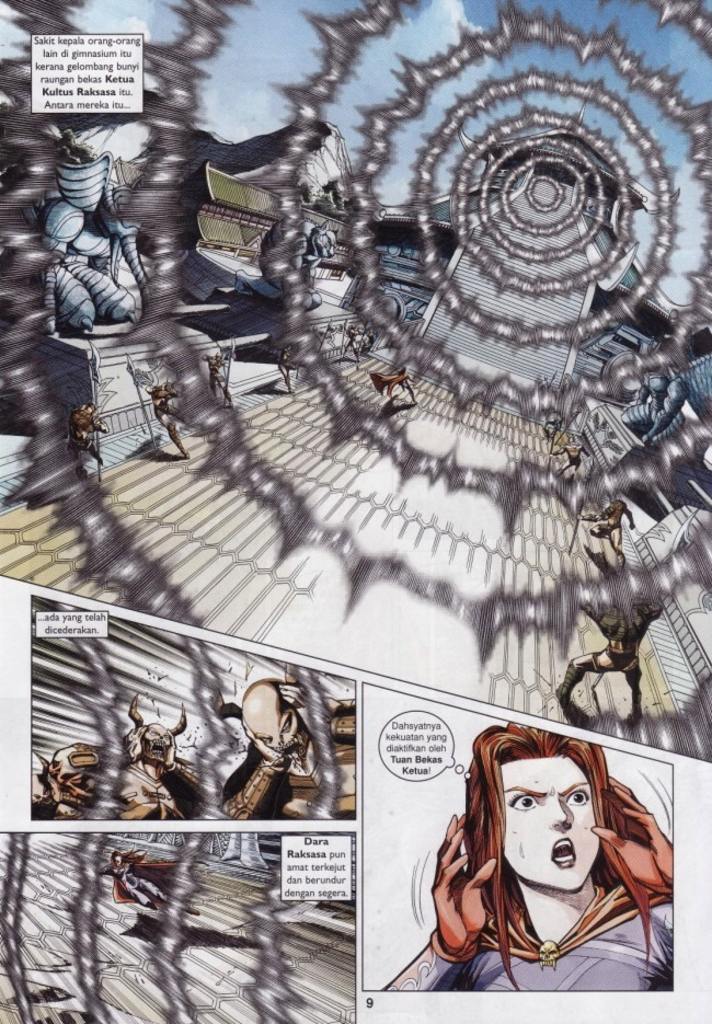 Sakit kepala orang-orang
lain di gimnasium itu
kerana gelombang bunyi
raungan bekas Ketua
Kultus Raksasa itu.
Antara mereka itu...
...ada yang telah
dicederakan.
Dahsyatnya
kekuatan yang
diaktifkan oleh
Tuan Bekas
Ketua!
Dara
Raksasa pun
amat terkejut
dan berundur
dengan segera.
9